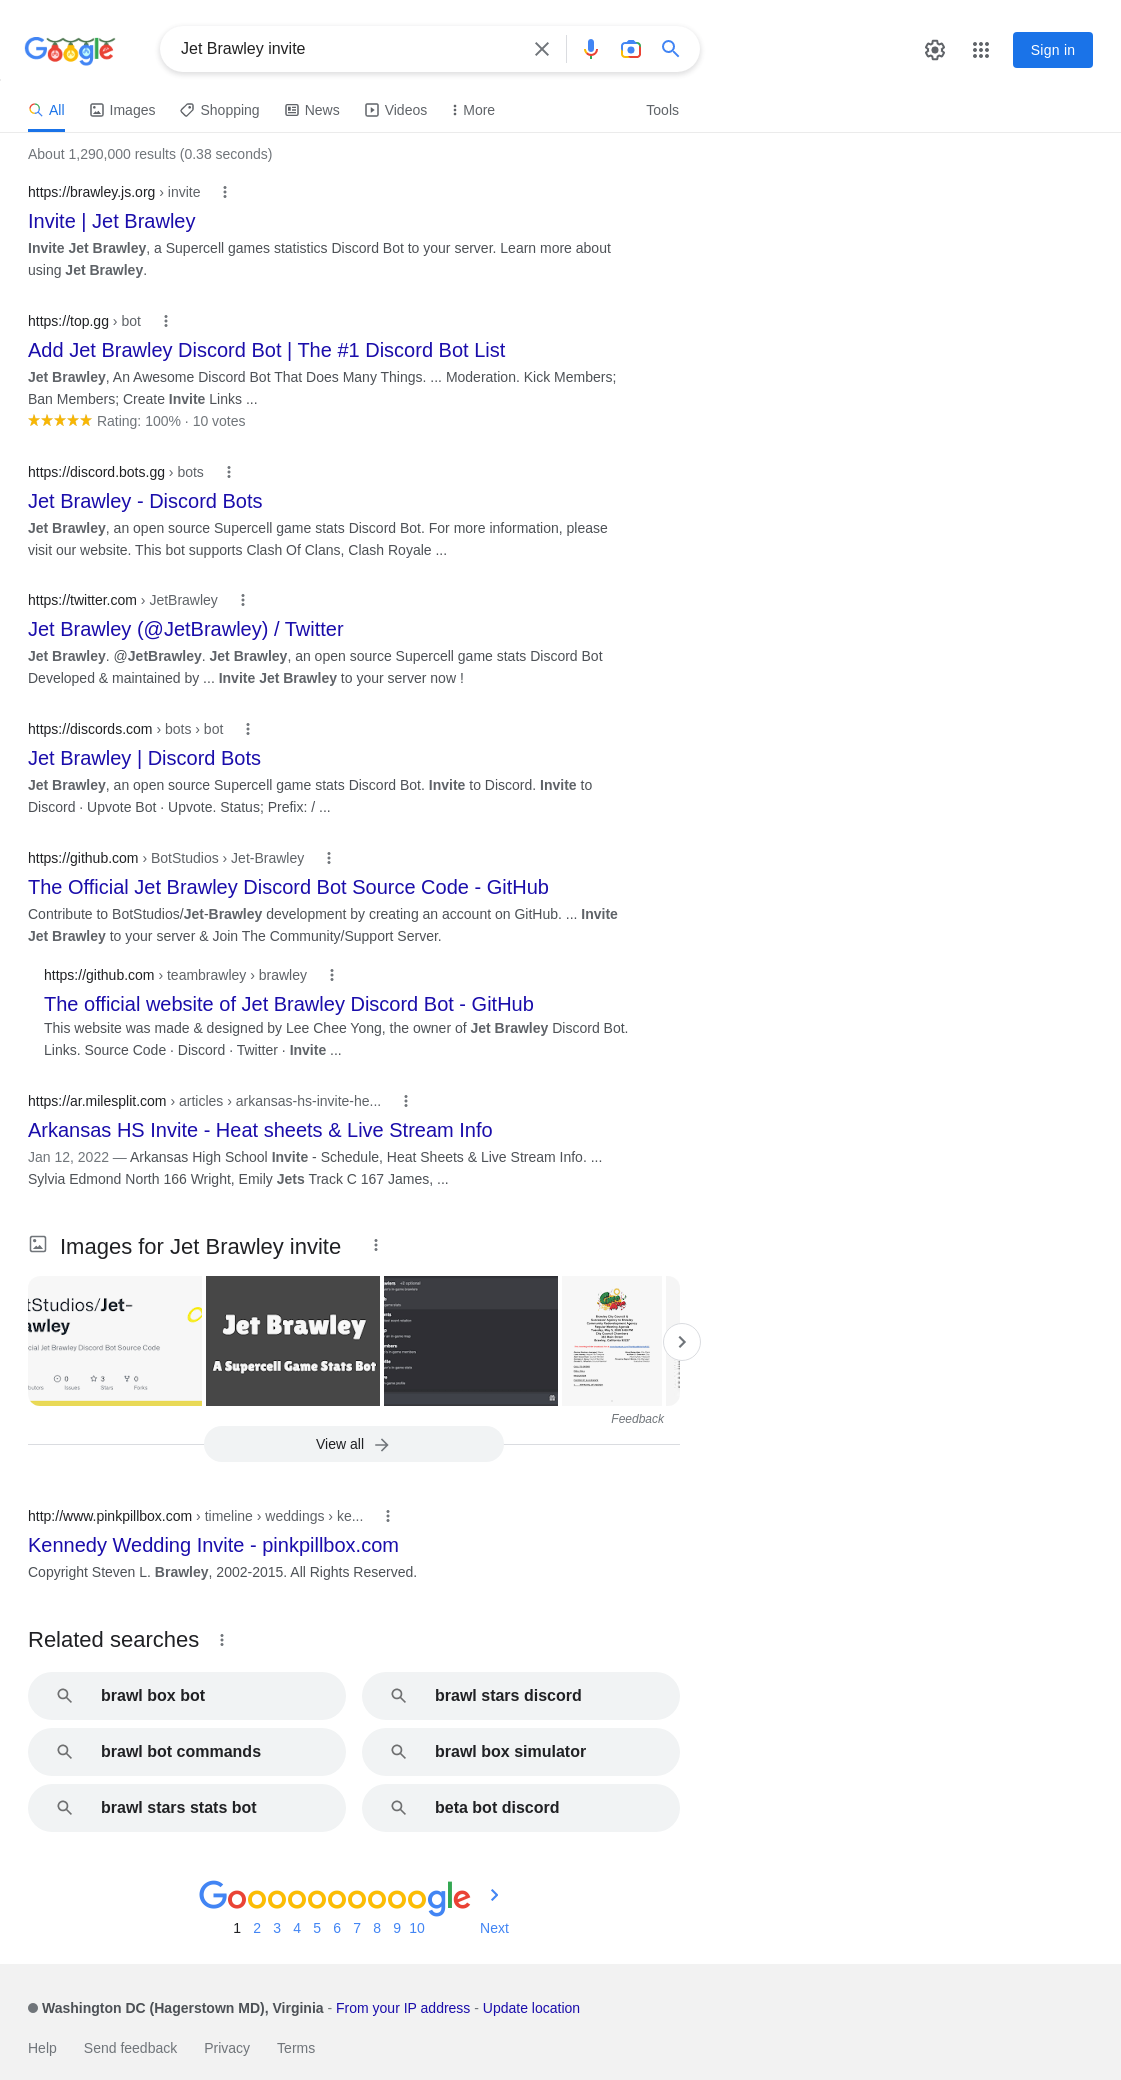 Google
Jet Brawley invite
Sign in
All
Images
Shopping
News
Videos
More
Tools
About 1,290,000 results (0.38 seconds)
https://brawley.js.org › invite
Invite | Jet Brawley
Invite Jet Brawley, a Supercell games statistics Discord Bot to your server. Learn more about
using Jet Brawley.
https://top.gg › bot
Add Jet Brawley Discord Bot | The #1 Discord Bot List
Jet Brawley, An Awesome Discord Bot That Does Many Things. ... Moderation. Kick Members;
Ban Members; Create Invite Links ...
Rating: 100% · 10 votes
https://discord.bots.gg › bots
Jet Brawley - Discord Bots
Jet Brawley, an open source Supercell game stats Discord Bot. For more information, please
visit our website. This bot supports Clash Of Clans, Clash Royale ...
https://twitter.com › JetBrawley
Jet Brawley (@JetBrawley) / Twitter
Jet Brawley. @JetBrawley. Jet Brawley, an open source Supercell game stats Discord Bot
Developed & maintained by ... Invite Jet Brawley to your server now !
https://discords.com › bots › bot
Jet Brawley | Discord Bots
Jet Brawley, an open source Supercell game stats Discord Bot. Invite to Discord. Invite to
Discord · Upvote Bot · Upvote. Status; Prefix: / ...
https://github.com › BotStudios › Jet-Brawley
The Official Jet Brawley Discord Bot Source Code - GitHub
Contribute to BotStudios/Jet-Brawley development by creating an account on GitHub. ... Invite
Jet Brawley to your server & Join The Community/Support Server.
https://github.com › teambrawley › brawley
The official website of Jet Brawley Discord Bot - GitHub
This website was made & designed by Lee Chee Yong, the owner of Jet Brawley Discord Bot.
Links. Source Code · Discord · Twitter · Invite ...
https://ar.milesplit.com › articles › arkansas-hs-invite-he...
Arkansas HS Invite - Heat sheets & Live Stream Info
Jan 12, 2022 — Arkansas High School Invite - Schedule, Heat Sheets & Live Stream Info. ...
Sylvia Edmond North 166 Wright, Emily Jets Track C 167 James, ...
Images for Jet Brawley invite
tStudios/Jet-
awley
cial Jet Brawley Discord Bot Source Code
0
3
0
Issues
Stars
Forks
Jet Brawley
A Supercell Game Stats Bot
Feedback
View all
http://www.pinkpillbox.com › timeline › weddings › ke...
Kennedy Wedding Invite - pinkpillbox.com
Copyright Steven L. Brawley, 2002-2015. All Rights Reserved.
Related searches
brawl box bot
brawl stars discord
brawl bot commands
brawl box simulator
brawl stars stats bot
beta bot discord
Goooooooooogle
1 2 3 4 5 6 7 8 9 10 Next
Washington DC (Hagerstown MD), Virginia - From your IP address - Update location
Help Send feedback Privacy Terms